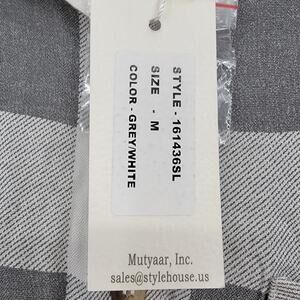 STYLE - 161436SL
SIZE - M
COLOR - GREY/WHITE
Mutyaar, Inc.
sales@stylehouse.us